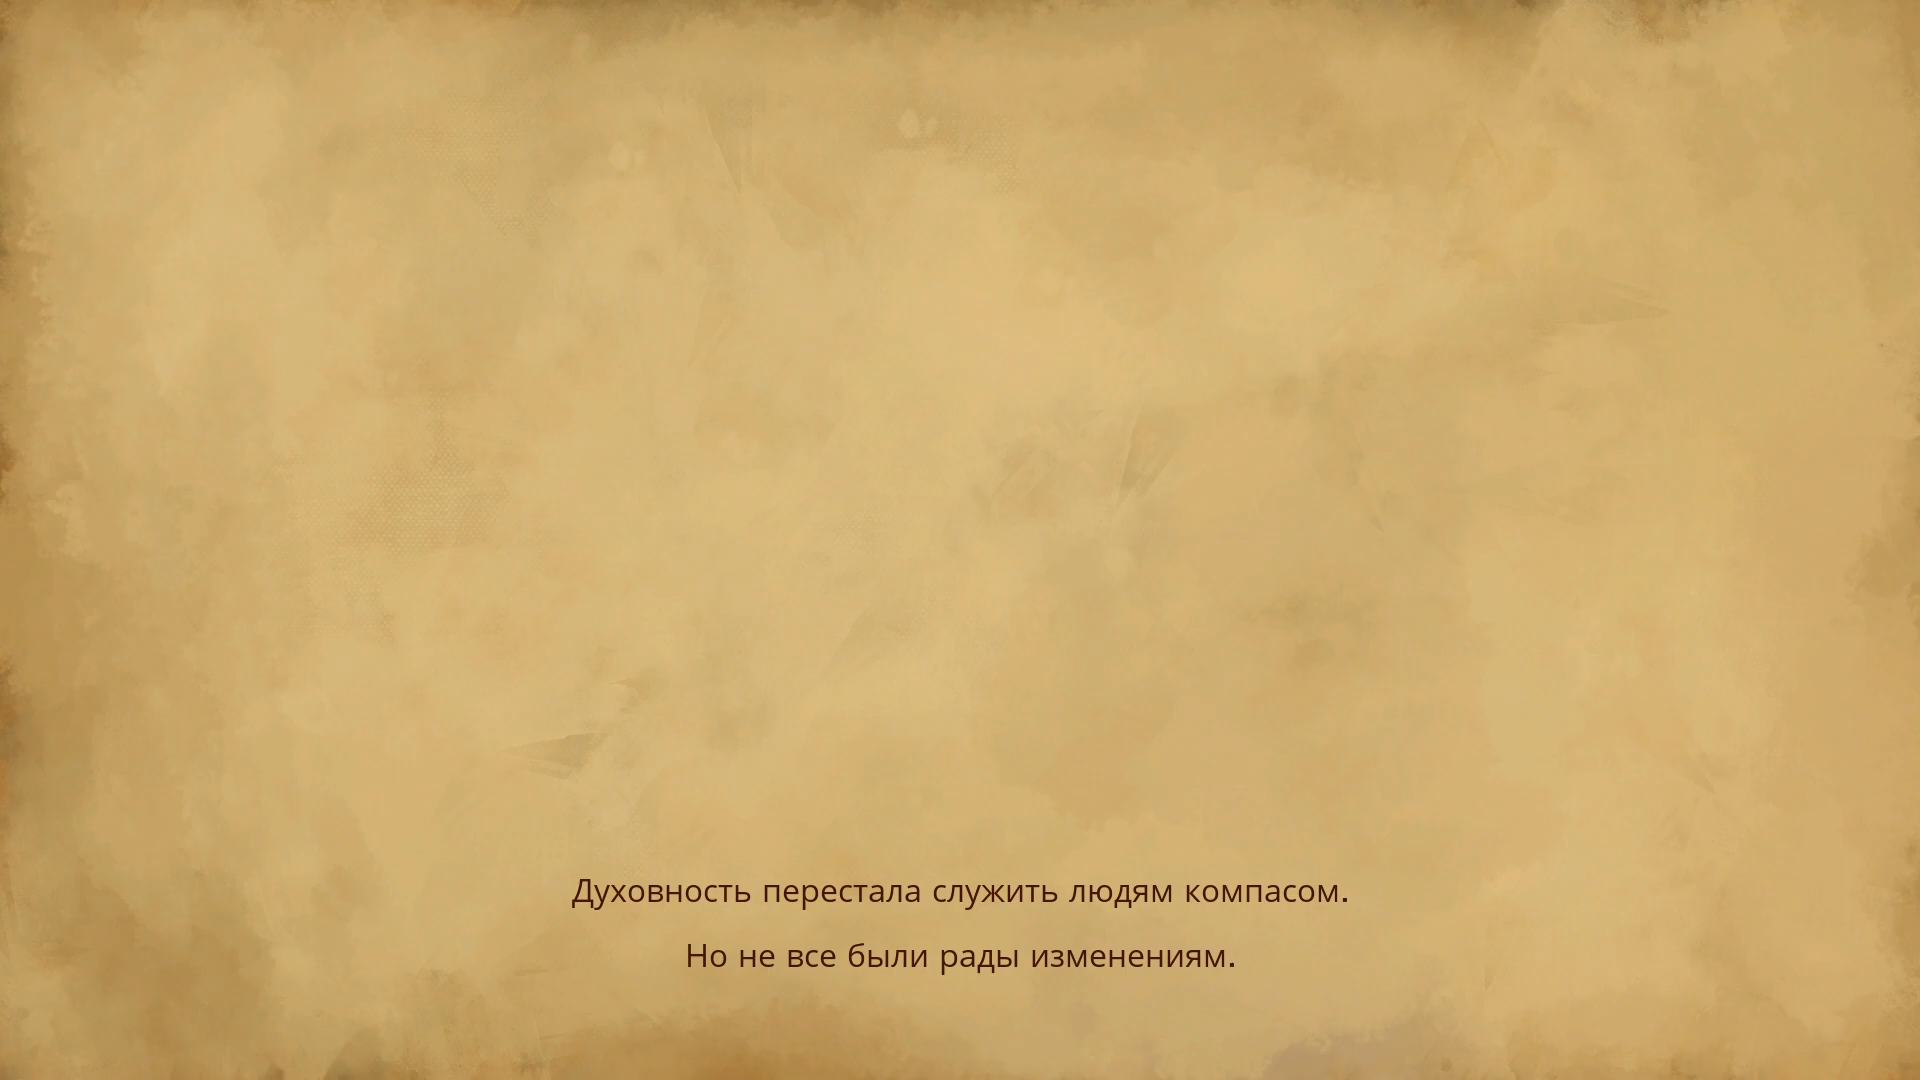 Духовность перестала служить людям компасом.
Но не все были рады изменениям.